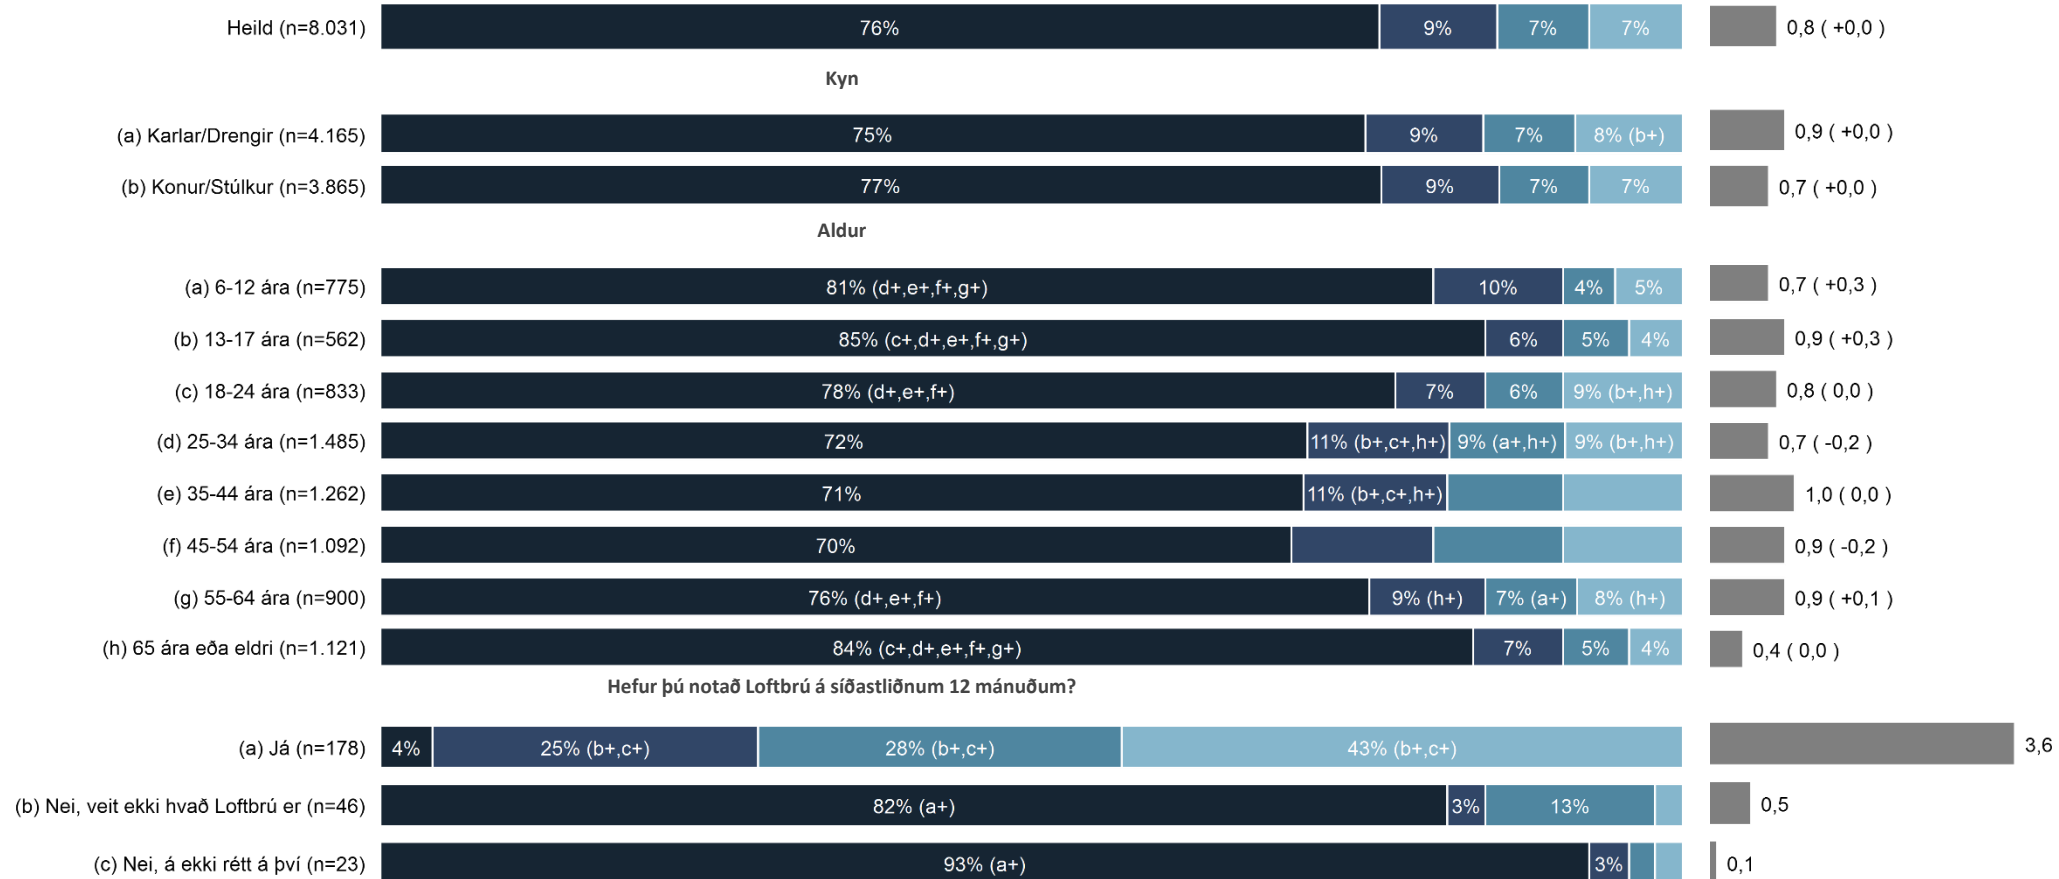 Heild (n=8.031) 76% 9% 7% 7% 0,8 ( +0,0 )
Kyn
(a) Karlar/Drengir (n=4.165) 75% 9% 7% 8% (b+) 0,9 ( +0,0 )
(b) Konur/Stúlkur (n=3.865) 77% 9% 7% 7% 0,7 ( +0,0 )
Aldur
(a) 6-12 ára (n=775) 81% (d+,e+,f+,g+) 10% 4% 5% 0,7 ( +0,3 )
(b) 13-17 ára (n=562) 85% (c+,d+,e+,f+,g+) 6% 5% 4% 0,9 ( +0,3 )
(c) 18-24 ára (n=833) 78% (d+,e+,f+) 7% 6% 9% (b+,h+) 0,8 ( 0,0 )
(d) 25-34 ára (n=1.485) 72% 11% (b+,c+,h+) 9% (a+,h+) 9% (b+,h+) 0,7 ( -0,2 )
(e) 35-44 ára (n=1.262) 71% 11% (b+,c+,h+) 1,0 ( 0,0 )
(f) 45-54 ára (n=1.092) 70% 0,9 ( -0,2 )
(g) 55-64 ára (n=900) 76% (d+,e+,f+) 9% (h+) 7% (a+) 8% (h+) 0,9 ( +0,1 )
(h) 65 ára eða eldri (n=1.121) 84% (c+,d+,e+,f+,g+) 7% 5% 4% 0,4 ( 0,0 )
Hefur þú notað Loftbrú á síðastliðnum 12 mánuðum?
(a) Já (n=178) 4% 25% (b+,c+) 28% (b+,c+) 43% (b+,c+) 3,6
(b) Nei, veit ekki hvað Loftbrú er (n=46) 82% (a+) 3% 13% 0,5
(c) Nei, á ekki rétt á því (n=23) 93% (a+) 3% 0,1